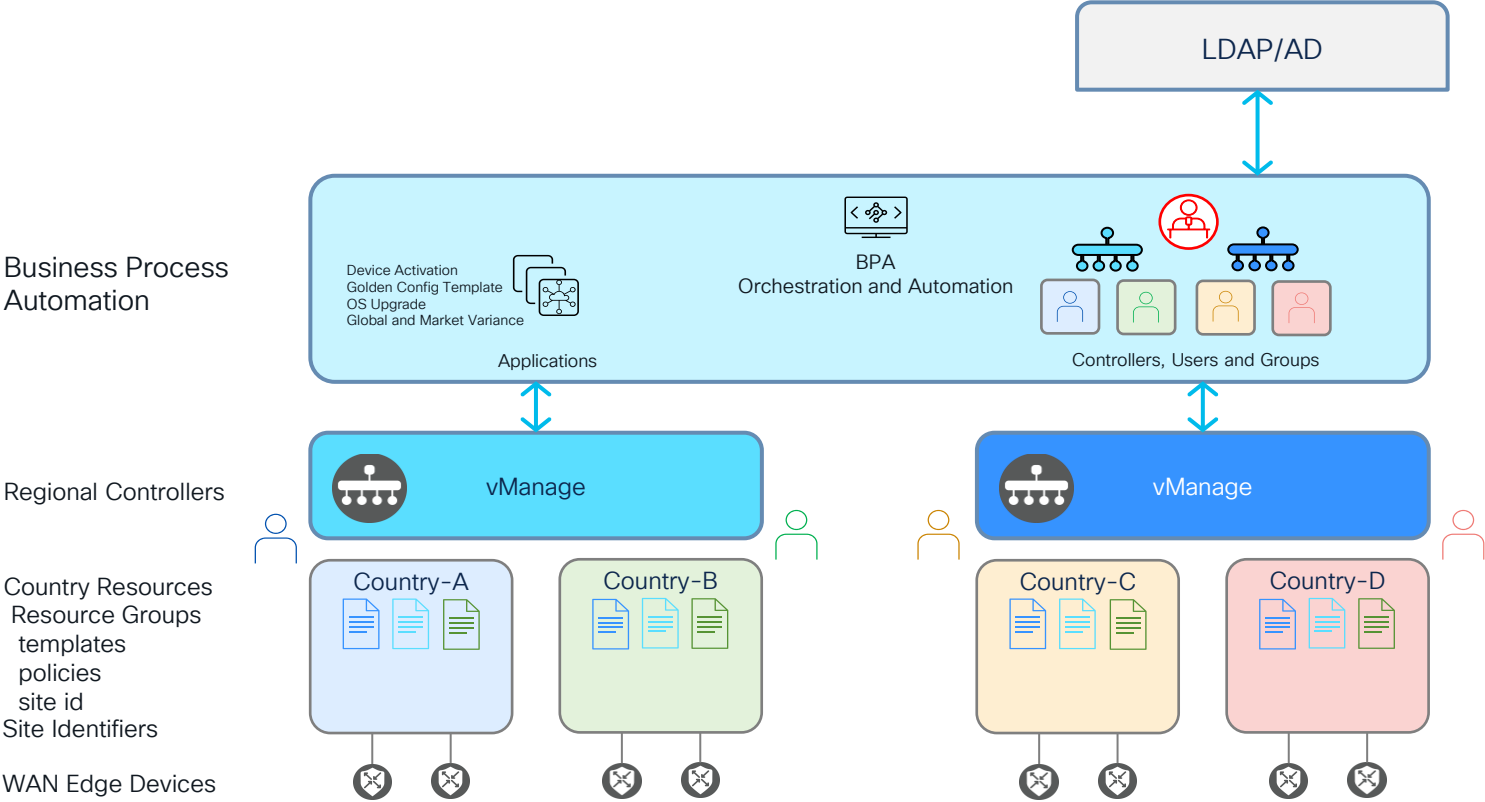 LDAP/AD
Business Process
Automation
Device Activation
Golden Config Template
OS Upgrade
Global and Market Variance
Applications
BPA
Orchestration and Automation
Controllers, Users and Groups
Regional Controllers
vManage
vManage
Country Resources
Resource Groups
templates
policies
site id
Site Identifiers
Country-A
Country-B
Country-C
Country-D
WAN Edge Devices